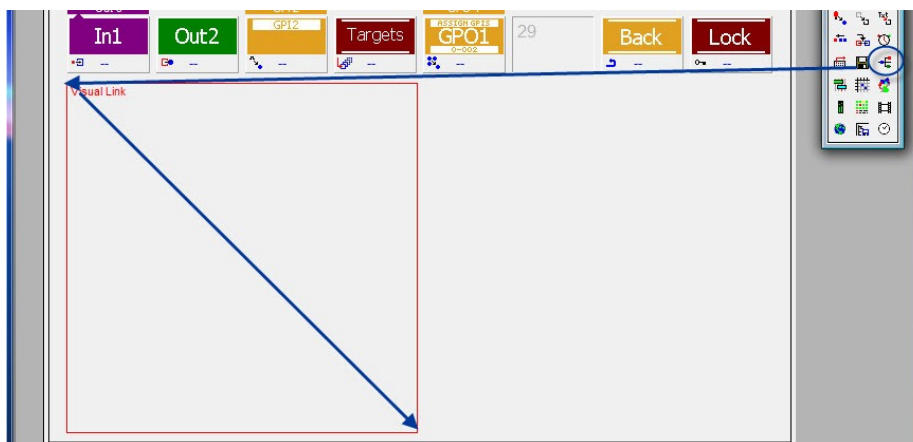 In1
--
Out2
--
GPI2
--
Targets
--
ASSIGN GPIS
GPO1
0-002
--
29
Back
--
Lock
--
Visual Link